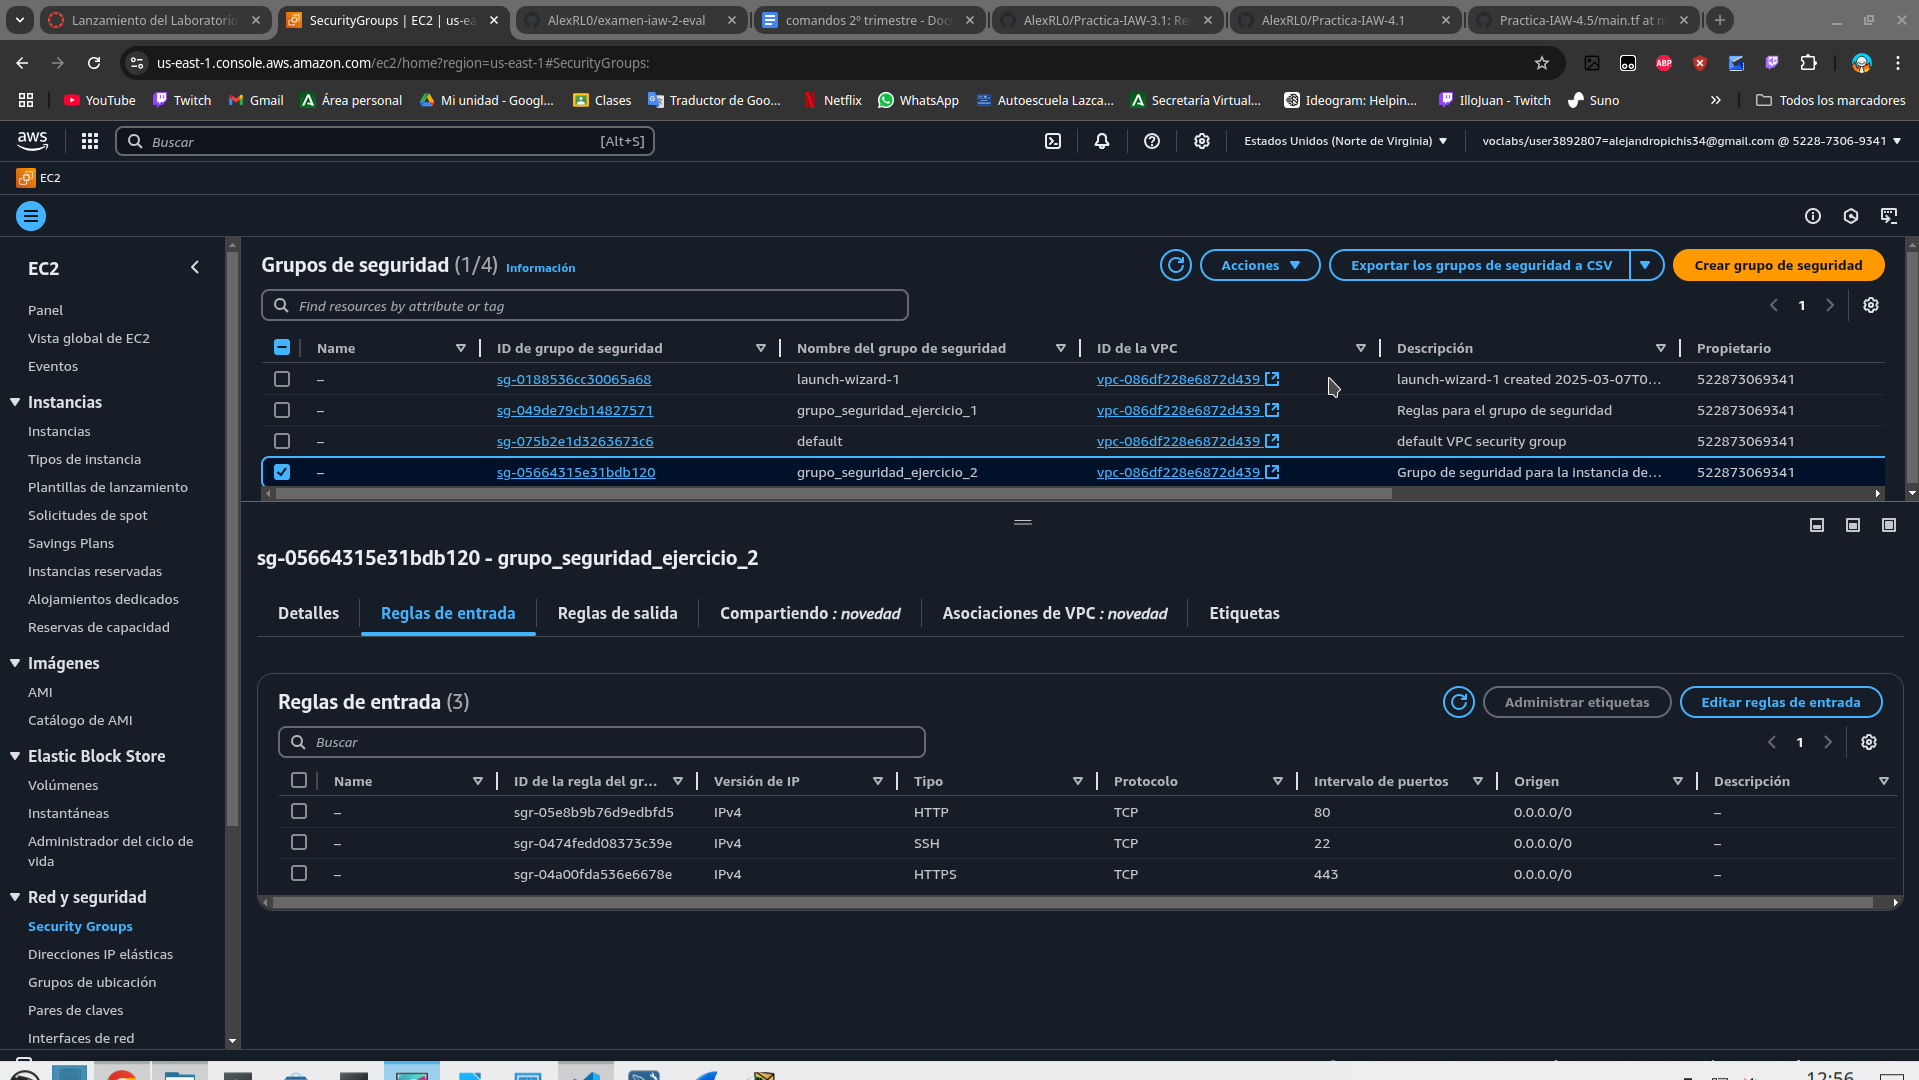 Lanzamiento del Laboratorio
SecurityGroups | EC2 | us-ea
AlexRL0/examen-iaw-2-eval
comandos 2º trimestre - Doc
AlexRL0/Practica-IAW-3.1: Re
AlexRL0/Practica-IAW-4.1
Practica-IAW-4.5/main.tf at m
us-east-1.console.aws.amazon.com/ec2/home?region=us-east-1#SecurityGroups:
ABP
YouTube
Twitch
Gmail
Área personal
Mi unidad - Googl...
Clases
Traductor de Goo...
Netflix
WhatsApp
Autoescuela Lazca...
Secretaría Virtual...
Ideogram: Helpin...
IlloJuan - Twitch
Suno
Todos los marcadores
aws
Buscar
[Alt+S]
Estados Unidos (Norte de Virginia)
voclabs/user3892807=alejandropichis34@gmail.com @ 5228-7306-9341
EC2
EC2
Panel
Vista global de EC2
Eventos
Instancias
Instancias
Tipos de instancia
Plantillas de lanzamiento
Solicitudes de spot
Savings Plans
Instancias reservadas
Alojamientos dedicados
Reservas de capacidad
Imágenes
AMI
Catálogo de AMI
Elastic Block Store
Volúmenes
Instantáneas
Administrador del ciclo de
vida
Red y seguridad
Security Groups
Direcciones IP elásticas
Grupos de ubicación
Pares de claves
Interfaces de red
Grupos de seguridad (1/4) Información
Acciones
Exportar los grupos de seguridad a CSV
Crear grupo de seguridad
Find resources by attribute or tag
1
Name ID de grupo de seguridad Nombre del grupo de seguridad ID de la VPC Descripción Propietario
– sg-0188536cc30065a68 launch-wizard-1 vpc-086df228e6872d439 launch-wizard-1 created 2025-03-07T0... 522873069341
– sg-049de79cb14827571 grupo_seguridad_ejercicio_1 vpc-086df228e6872d439 Reglas para el grupo de seguridad 522873069341
– sg-075b2e1d3263673c6 default vpc-086df228e6872d439 default VPC security group 522873069341
– sg-05664315e31bdb120 grupo_seguridad_ejercicio_2 vpc-086df228e6872d439 Grupo de seguridad para la instancia de... 522873069341
sg-05664315e31bdb120 - grupo_seguridad_ejercicio_2
Detalles
Reglas de entrada
Reglas de salida
Compartiendo : novedad
Asociaciones de VPC : novedad
Etiquetas
Reglas de entrada (3)
Administrar etiquetas
Editar reglas de entrada
Buscar
1
Name ID de la regla del gr... Versión de IP Tipo Protocolo Intervalo de puertos Origen Descripción
– sgr-05e8b9b76d9edbfd5 IPv4 HTTP TCP 80 0.0.0.0/0 –
– sgr-0474fedd08373c39e IPv4 SSH TCP 22 0.0.0.0/0 –
– sgr-04a00fda536e6678e IPv4 HTTPS TCP 443 0.0.0.0/0 –
12:56